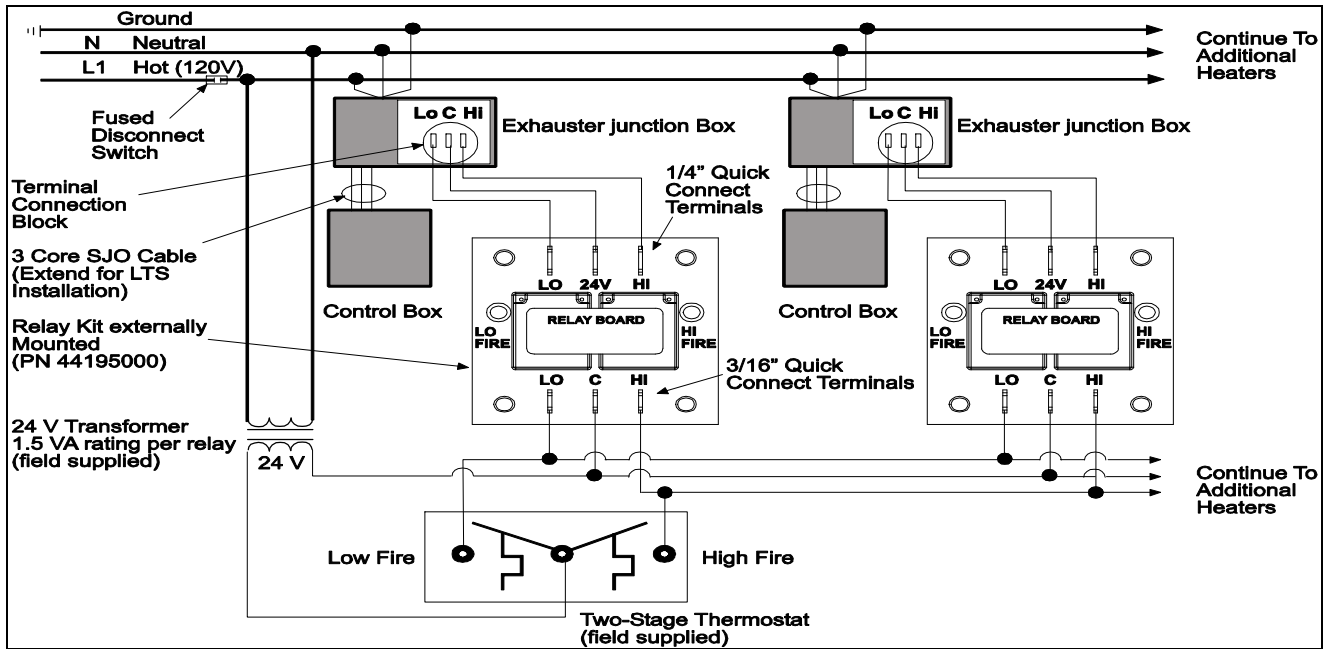 Ground
N Neutral
L1 Hot (120V)
Continue To
Additional
Heaters
Fused
Disconnect
Switch
Lo C Hi
Exhauster junction Box
Lo C Hi
Exhauster junction Box
Terminal
Connection
Block
1/4" Quick
Connect
Terminals
3 Core SJO Cable
(Extend for LTS
Installation)
Control Box
Control Box
LO 24V HI
LO 24V HI
Relay Kit externally
Mounted
(PN 44195000)
LO
FIRE
RELAY BOARD
HI
FIRE
LO
FIRE
RELAY BOARD
HI
FIRE
LO C HI
LO C HI
3/16" Quick
Connect Terminals
24 V Transformer
1.5 VA rating per relay
(field supplied)
24 V
Continue To
Additional
Heaters
Low Fire
High Fire
Two-Stage Thermostat
(field supplied)